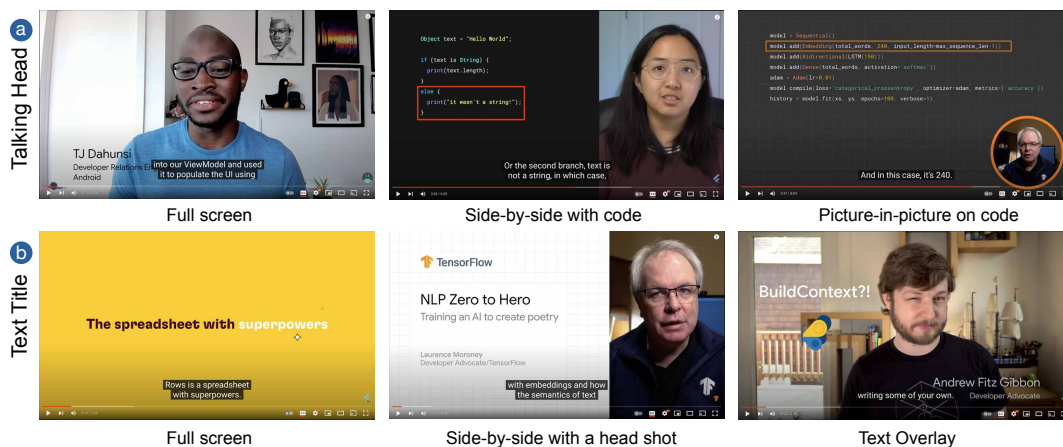 a
Talking Head
TJ Dahunsi
Developer Relations En
Android
into our ViewModel and used
it to populate the UI using
Full screen
Object text = "Hello World";
if (text is String) {
print(text.length);
}
else {
print("it wasn't a string!");
}
Or the second branch, text is
not a string, in which case,
Side-by-side with code
model = Sequential()
model.add(Embedding(total_words, 240, input_length=max_sequence_len-1))
model.add(Bidirectional(LSTM(150)))
model.add(Dense(total_words, activation='softmax'))
adam = Adam(lr=0.01)
model.compile(loss='categorical_crossentropy', optimizer=adam, metrics=['accuracy'])
history = model.fit(xs, ys, epochs=100, verbose=1)
And in this case, it's 240.
Picture-in-picture on code
b
Text Title
The spreadsheet with superpowers
Rows is a spreadsheet
with superpowers.
Full screen
TensorFlow
NLP Zero to Hero
Training an AI to create poetry
Laurence Moroney
Developer Advocate/TensorFlow
with embeddings and how
the semantics of text
Side-by-side with a head shot
BuildContext?!
Andrew Fitz Gibbon
Developer Advocate
writing some of your own.
Text Overlay